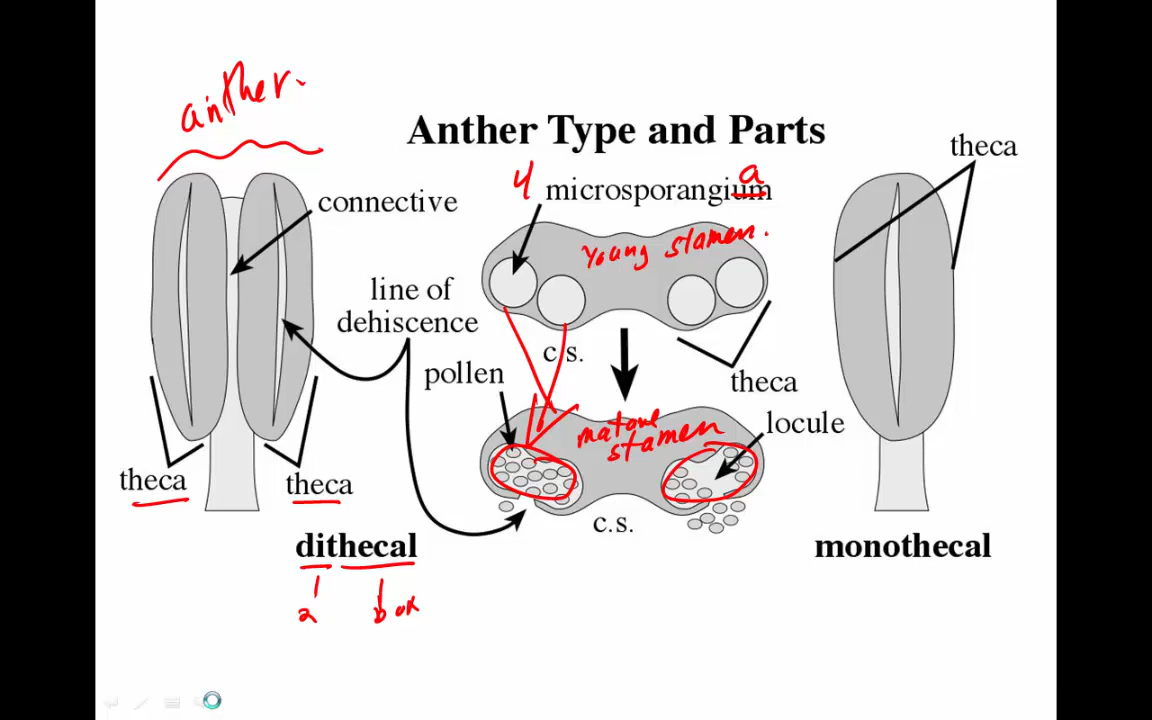 anther.
Anther Type and Parts
theca
4
a
microsporangium
connective
young stamen.
line of
dehiscence
c.s.
pollen
theca
mature
stamen
locule
theca
theca
c.s.
dithecal
monothecal
2
box